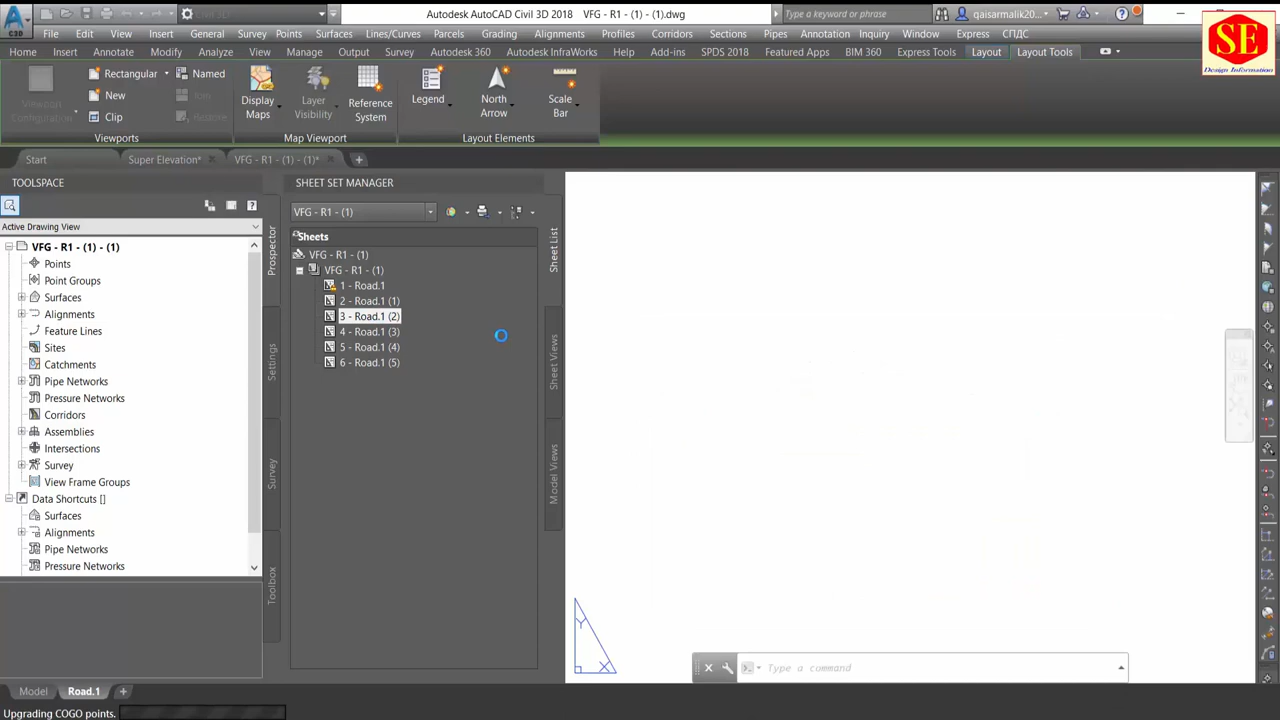 Autodesk AutoCAD Civil 3D 2018 VFG - R1 - (1) - (1).dwg
Type a keyword or phrase
qaisarmalik20...
C3D
Civil 3D
File Edit View Insert General Survey Points Surfaces Lines/Curves Parcels Grading Alignments Profiles Corridors Sections Pipes Annotation Inquiry Window Express СПДС
Home Insert Annotate Modify Analyze View Manage Output Survey Autodesk 360 Autodesk InfraWorks Help Add-ins SPDS 2018 Featured Apps BIM 360 Express Tools Layout Layout Tools
SE
Design Information
Rectangular Named
New Join
Clip Restore
Viewport Configuration
Display Maps
Layer Visibility
Reference System
Legend
North Arrow
Scale Bar
Viewports Map Viewport Layout Elements
Start Super Elevation* VFG - R1 - (1) - (1)*
TOOLSPACE
Active Drawing View
VFG - R1 - (1) - (1)
Points
Point Groups
Surfaces
Alignments
Feature Lines
Sites
Catchments
Pipe Networks
Pressure Networks
Corridors
Assemblies
Intersections
Survey
View Frame Groups
Data Shortcuts []
Surfaces
Alignments
Pipe Networks
Pressure Networks
Prospector
Settings
Survey
Toolbox
SHEET SET MANAGER
VFG - R1 - (1)
Sheets
VFG - R1 - (1)
VFG - R1 - (1)
1 - Road.1
2 - Road.1 (1)
3 - Road.1 (2)
4 - Road.1 (3)
5 - Road.1 (4)
6 - Road.1 (5)
Sheet List
Sheet Views
Model Views
Y
X
Type a command
Model Road.1
Upgrading COGO points.